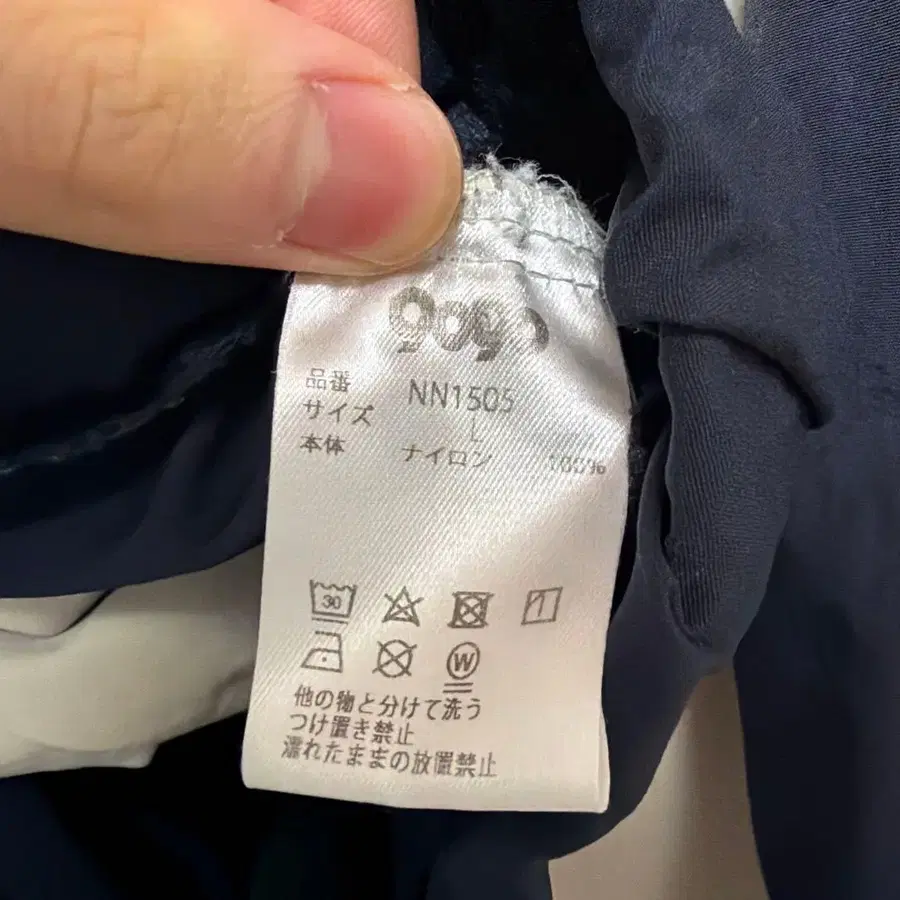 gogo
品番 NN1505
サイズ L
本体 ナイロン 100%
30
W
他の物と分けて洗う
つけ置き禁止
濡れたままの放置禁止